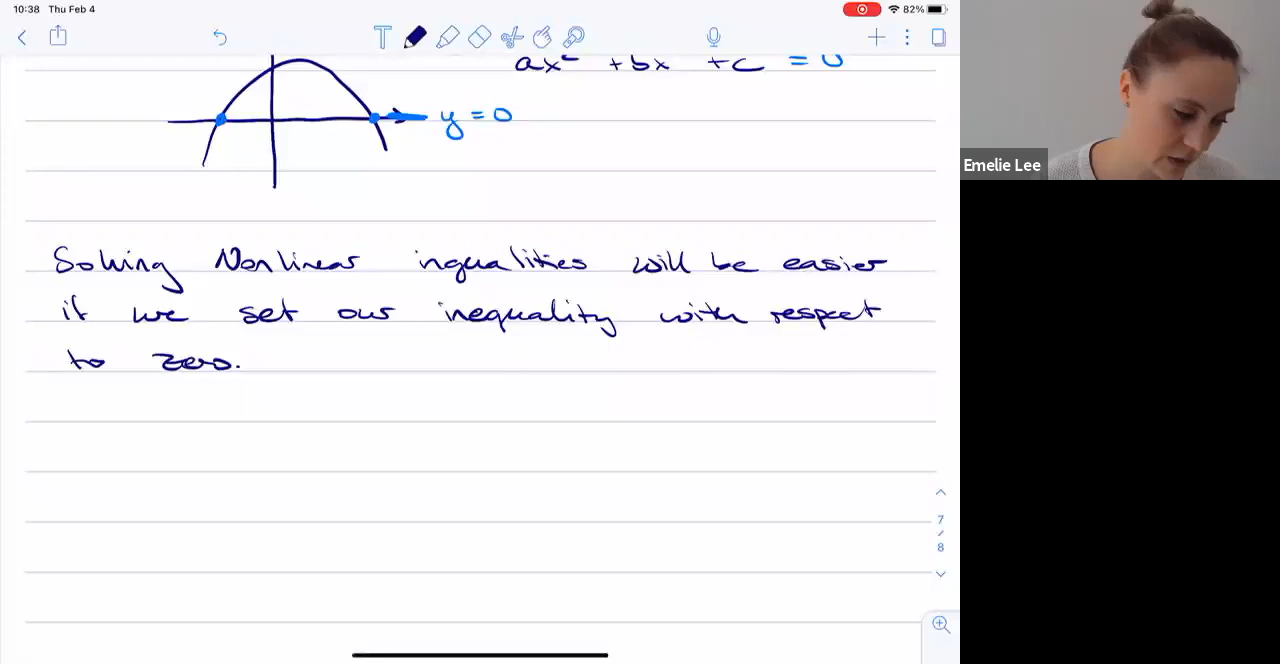 10:38 Thu Feb 4
82%
T
ax² + bx + c = 0
y = 0
Emelie Lee
Solving Nonlinear inqualities will be easier
if we set our inequality with respect
to zero.
7
/
8